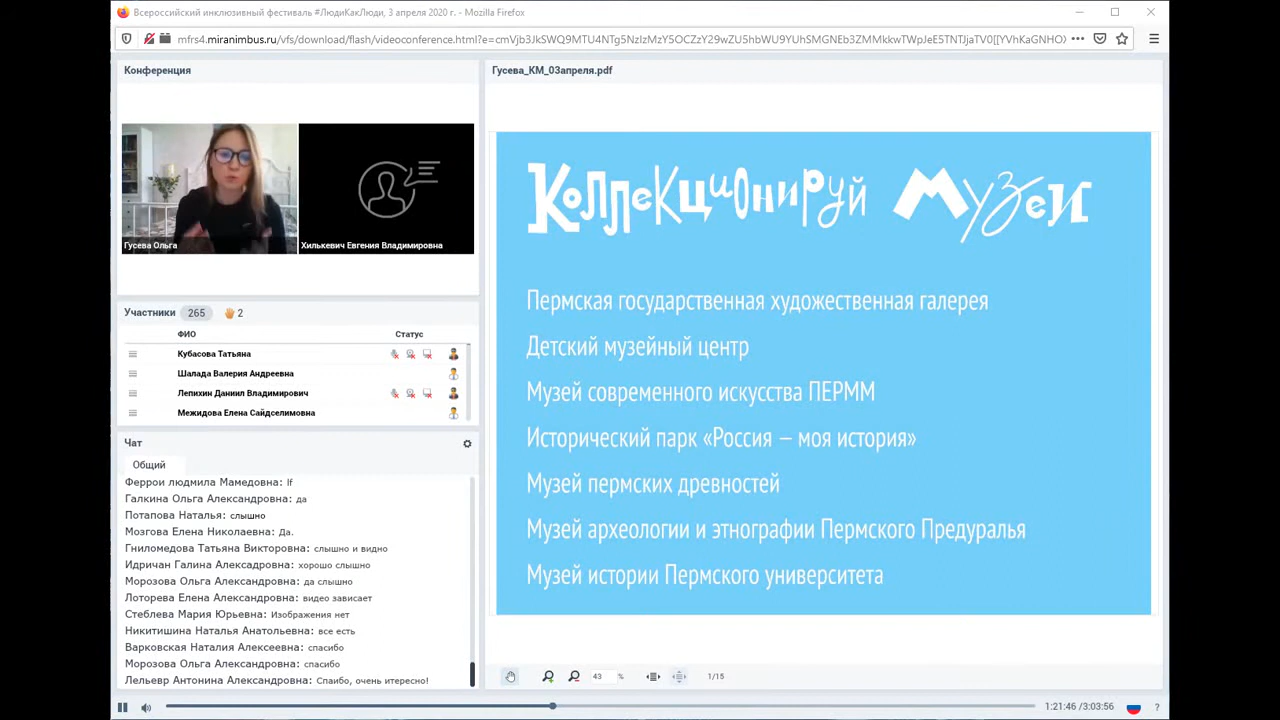 Всероссийский инклюзивный фестиваль #ЛюдиКакЛюди, 3 апреля 2020 г. - Mozilla Firefox
Конференция
Гусева Ольга
Хилькевич Евгения Владимировна
Участники 265 2
ФИО Статус
Кубасова Татьяна
Шалада Валерия Андреевна
Лепихин Даниил Владимирович
Межидова Елена Сайдселимовна
Чат
Общий
Феррои людмила Мамедовна: lf
Галкина Ольга Александровна: да
Потапова Наталья: слышно
Мозгова Елена Николаевна: Да.
Гниломедова Татьяна Викторовна: слышно и видно
Идричан Галина Алексадровна: хорошо слышно
Морозова Ольга Александровна: да слышно
Лоторева Елена Александровна: видео зависает
Стеблева Мария Юрьевна: Изображения нет
Никитишина Наталья Анатольевна: все есть
Варковская Наталия Алексеевна: спасибо
Морозова Ольга Александровна: спасибо
Лельевр Антонина Александровна: Спаибо, очень итересно!
Гусева_КМ_03апреля.pdf
Коллекционируй музеи
Пермская государственная художественная галерея
Детский музейный центр
Музей современного искусства ПЕРММ
Исторический парк «Россия – моя история»
Музей пермских древностей
Музей археологии и этнографии Пермского Предуралья
Музей истории Пермского университета
43 % 1/15
1:21:46 / 3:03:56 ?